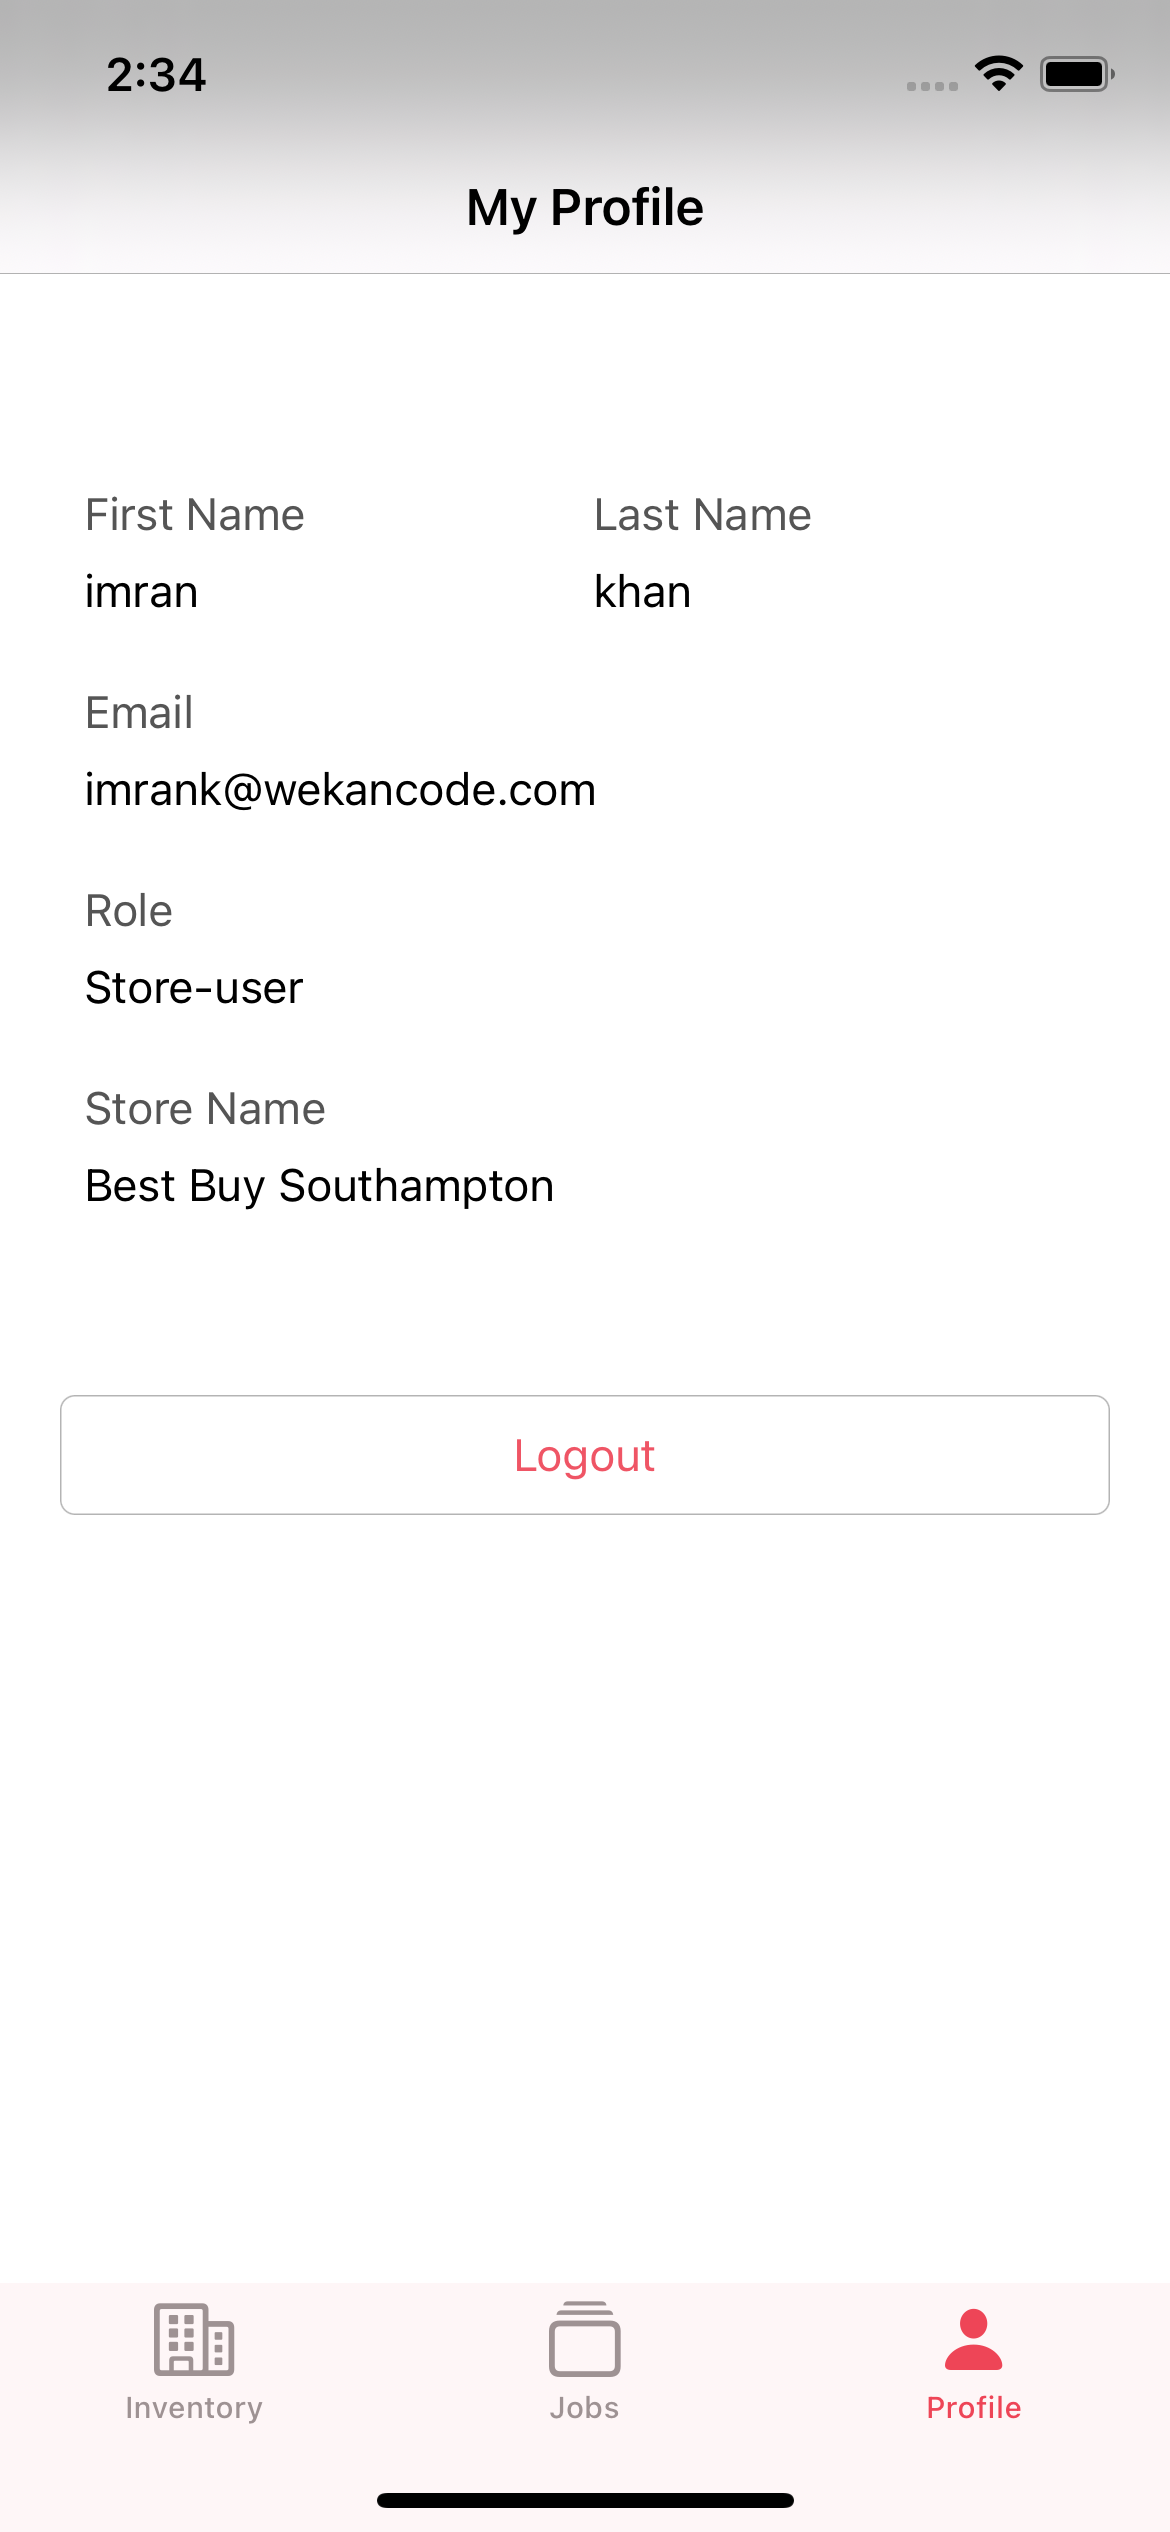 2:34
My Profile
First Name Last Name
imran khan
Email
imrank@wekancode.com
Role
Store-user
Store Name
Best Buy Southampton
Logout
Inventory Jobs Profile